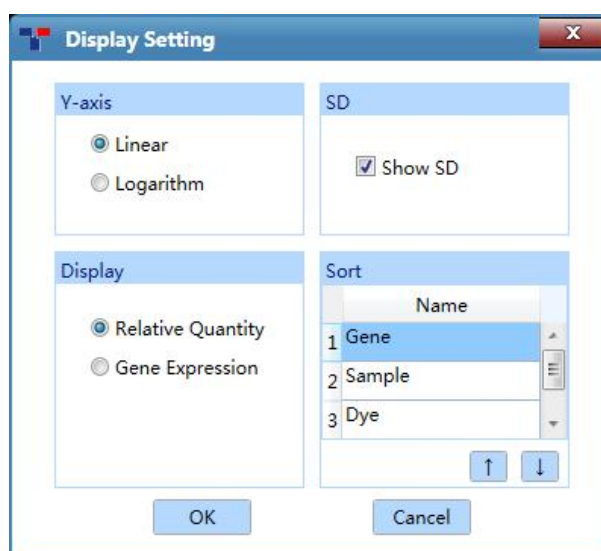 Display Setting
X
Y-axis
Linear
Logarithm
SD
Show SD
Display
Relative Quantity
Gene Expression
Sort
Name
1 Gene
2 Sample
3 Dye
↑ ↓
OK
Cancel